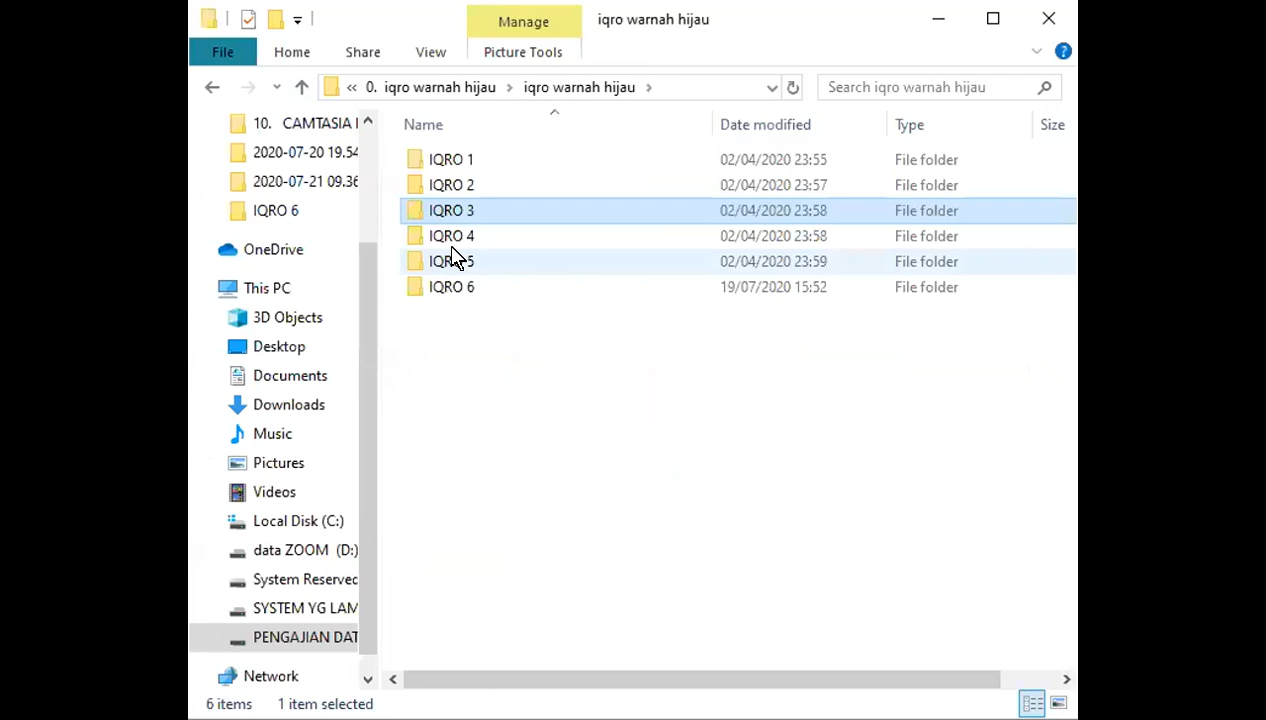 Manage
iqro warnah hijau
File
Home
Share
View
Picture Tools
« 0. iqro warnah hijau > iqro warnah hijau >
Search iqro warnah hijau
Name
Date modified
Type
Size
10. CAMTASIA
2020-07-20 19.54
2020-07-21 09.36
IQRO 6
OneDrive
This PC
3D Objects
Desktop
Documents
Downloads
Music
Pictures
Videos
Local Disk (C:)
data ZOOM (D:)
System Reserved
SYSTEM YG LAM
PENGAJIAN DAT
Network
IQRO 1 02/04/2020 23:55 File folder
IQRO 2 02/04/2020 23:57 File folder
IQRO 3 02/04/2020 23:58 File folder
IQRO 4 02/04/2020 23:58 File folder
IQRO 5 02/04/2020 23:59 File folder
IQRO 6 19/07/2020 15:52 File folder
6 items
1 item selected